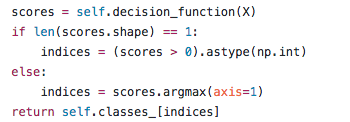 scores = self.decision_function(X)
if len(scores.shape) == 1:
    indices = (scores > 0).astype(np.int)
else:
    indices = scores.argmax(axis=1)
return self.classes_[indices]